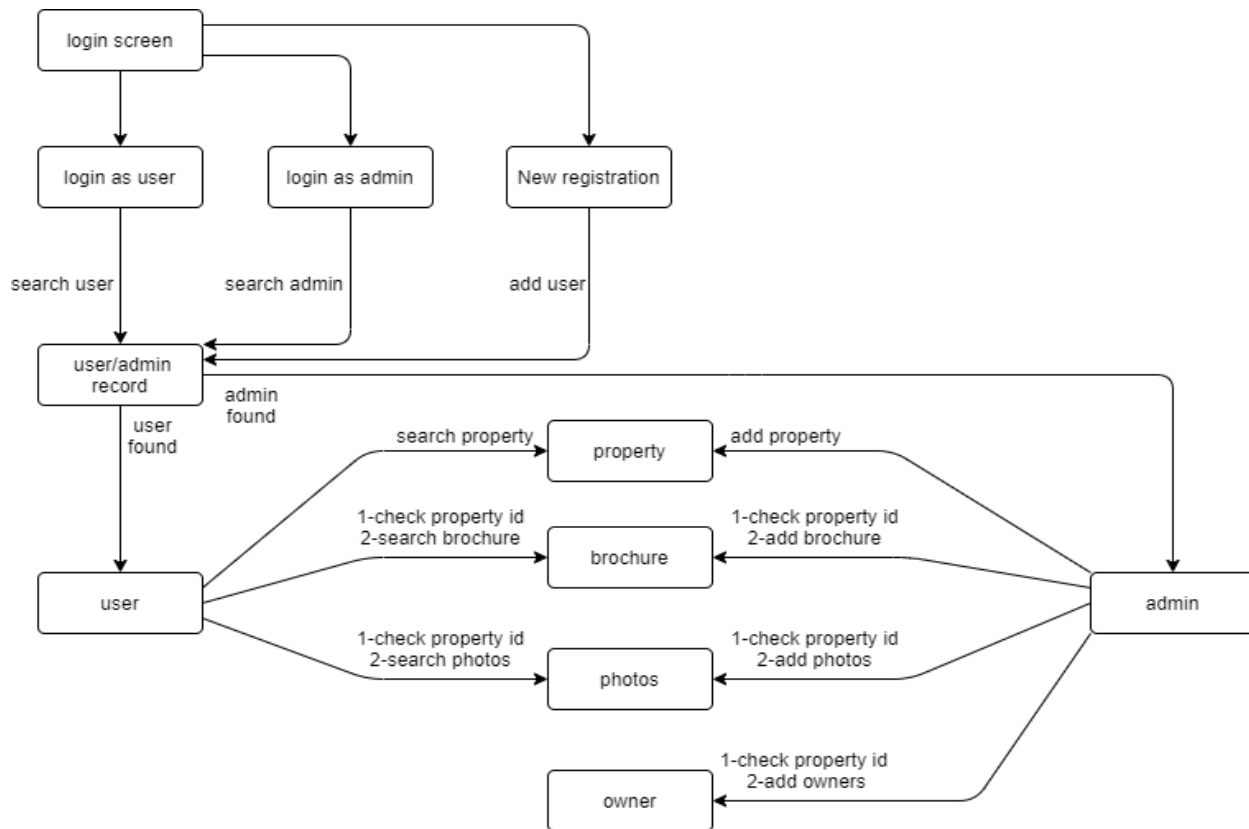 login screen
login as user
login as admin
New registration
search user
search admin
add user
user/admin
record
admin
found
user
found
search property
property
add property
1-check property id
2-search brochure
brochure
1-check property id
2-add brochure
user
admin
1-check property id
2-search photos
photos
1-check property id
2-add photos
1-check property id
2-add owners
owner